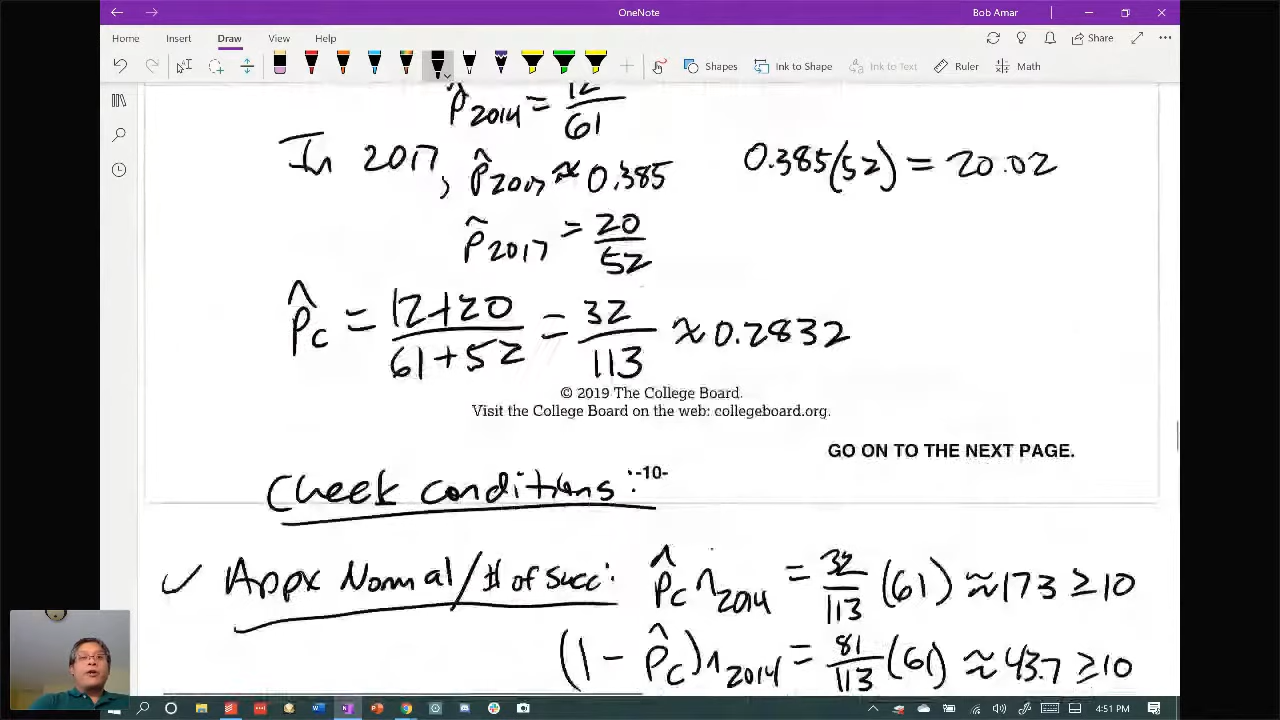 OneNote
Bob Amar
Home Insert Draw View Help
Share
Shapes Ink to Shape Ink to Text Ruler Math
p̂2014 = 12/61
In 2017, p̂2017 ≈ 0.385
0.385(52) = 20.02
p̂2017 = 20/52
p̂c = 12+20/61+52 = 32/113 ≈ 0.2832
© 2019 The College Board.
Visit the College Board on the web: collegeboard.org.
GO ON TO THE NEXT PAGE.
Check conditions:
-10-
✓ Appx Normal/# of Succ: p̂c n2014 = 32/113 (61) ≈ 173 ≥ 10
(1 - p̂c) n2014 = 81/113 (61) ≈ 43.7 ≥ 10
4:51 PM